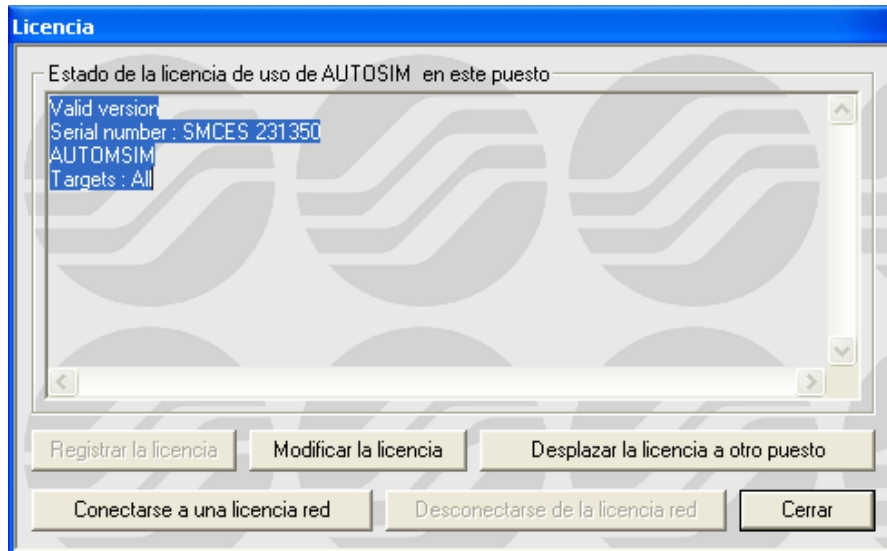 Licencia
Estado de la licencia de uso de AUTOSIM en este puesto
Valid version
Serial number : SMCES 231350
AUTOMSIM
Targets : All
Registrar la licencia
Modificar la licencia
Desplazar la licencia a otro puesto
Conectarse a una licencia red
Desconectarse de la licencia red
Cerrar